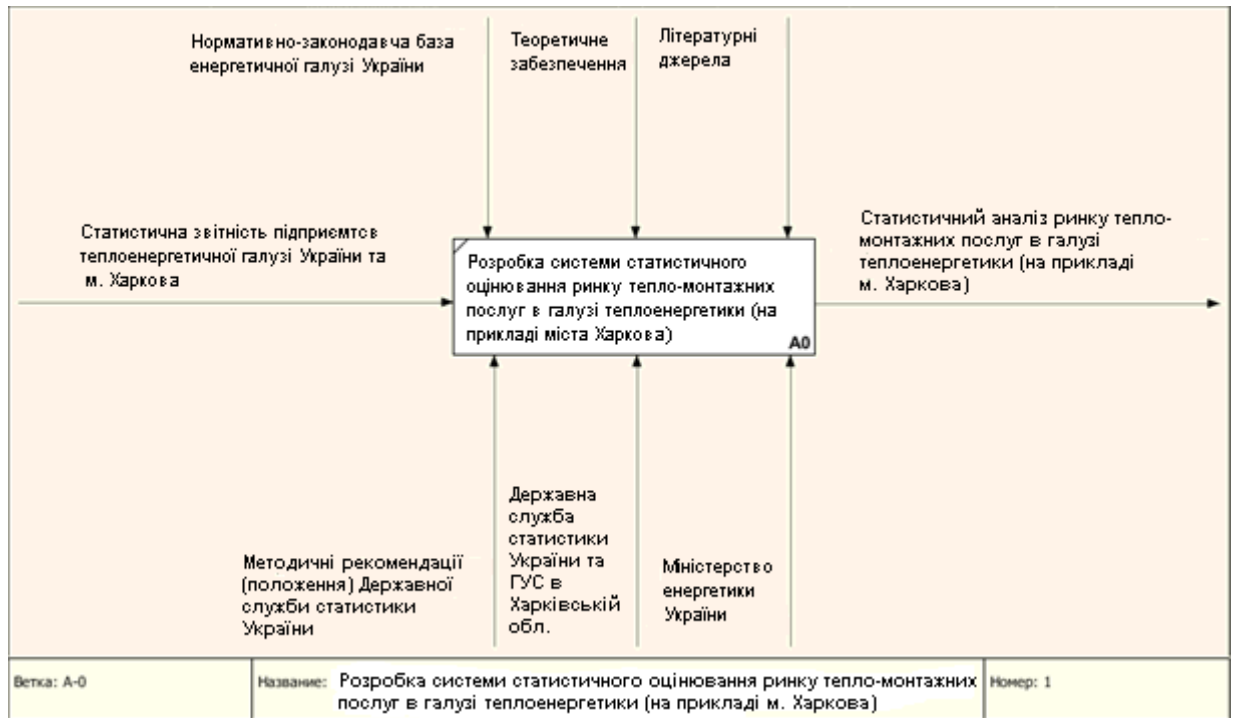 Нормативно-законодавча база
енергетичної галузі України
Теоретичне
забезпечення
Літературні
джерела
Статистична звітність підприємтсв
теплоенергетичної галузі України та
м. Харкова
Розробка системи статистичного
оцінювання ринку тепло-монтажних
послуг в галузі теплоенергетики (на
прикладі міста Харкова)
A0
Статистичний аналіз ринку тепло-
монтажних послуг в галузі
теплоенергетики (на прикладі
м. Харкова)
Методичні рекомендації
(положення) Державної
служби статистики
України
Державна
служба
статистики
України та
ГУС в
Харківській
обл.
Міністерство
енергетики
України
Ветка: A-0
Название: Розробка системи статистичного оцінювання ринку тепло-монтажних
послуг в галузі теплоенергетики (на прикладі м. Харкова)
Номер: 1